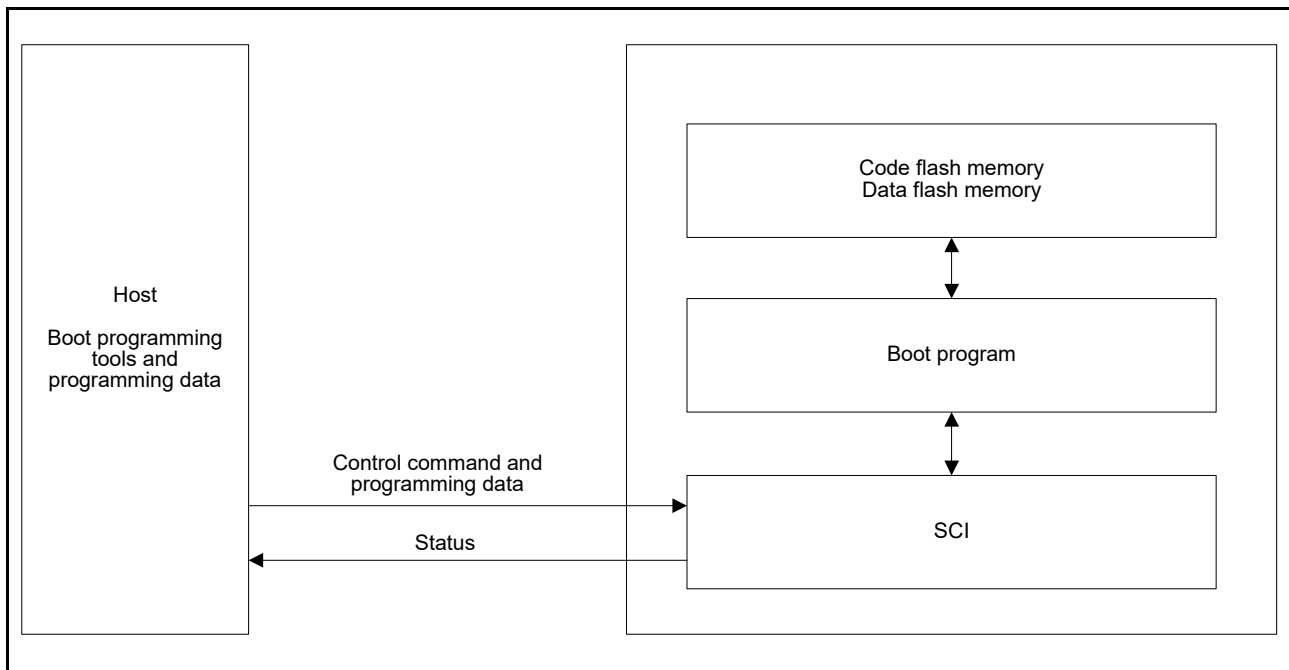 Host
Boot programming
tools and
programming data
Control command and
programming data
Status
Code flash memory
Data flash memory
Boot program
SCI